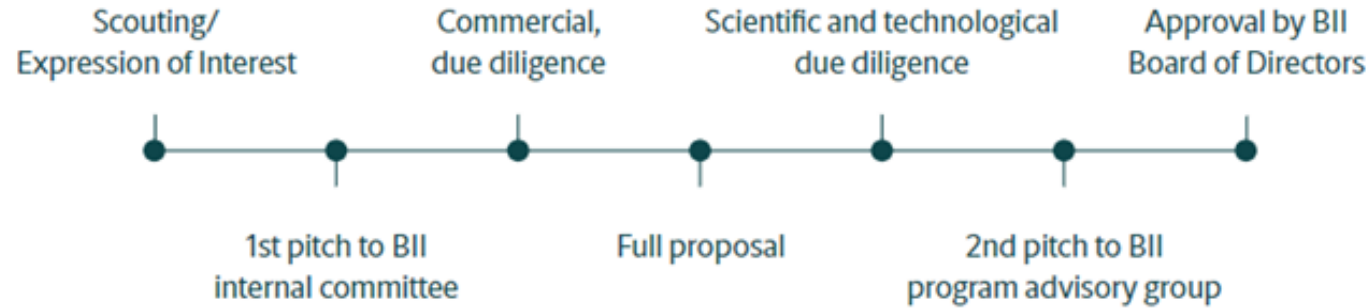 Scouting/
Expression of Interest
Commercial,
due diligence
Scientific and technological
due diligence
Approval by BII
Board of Directors
1st pitch to BII
internal committee
Full proposal
2nd pitch to BII
program advisory group